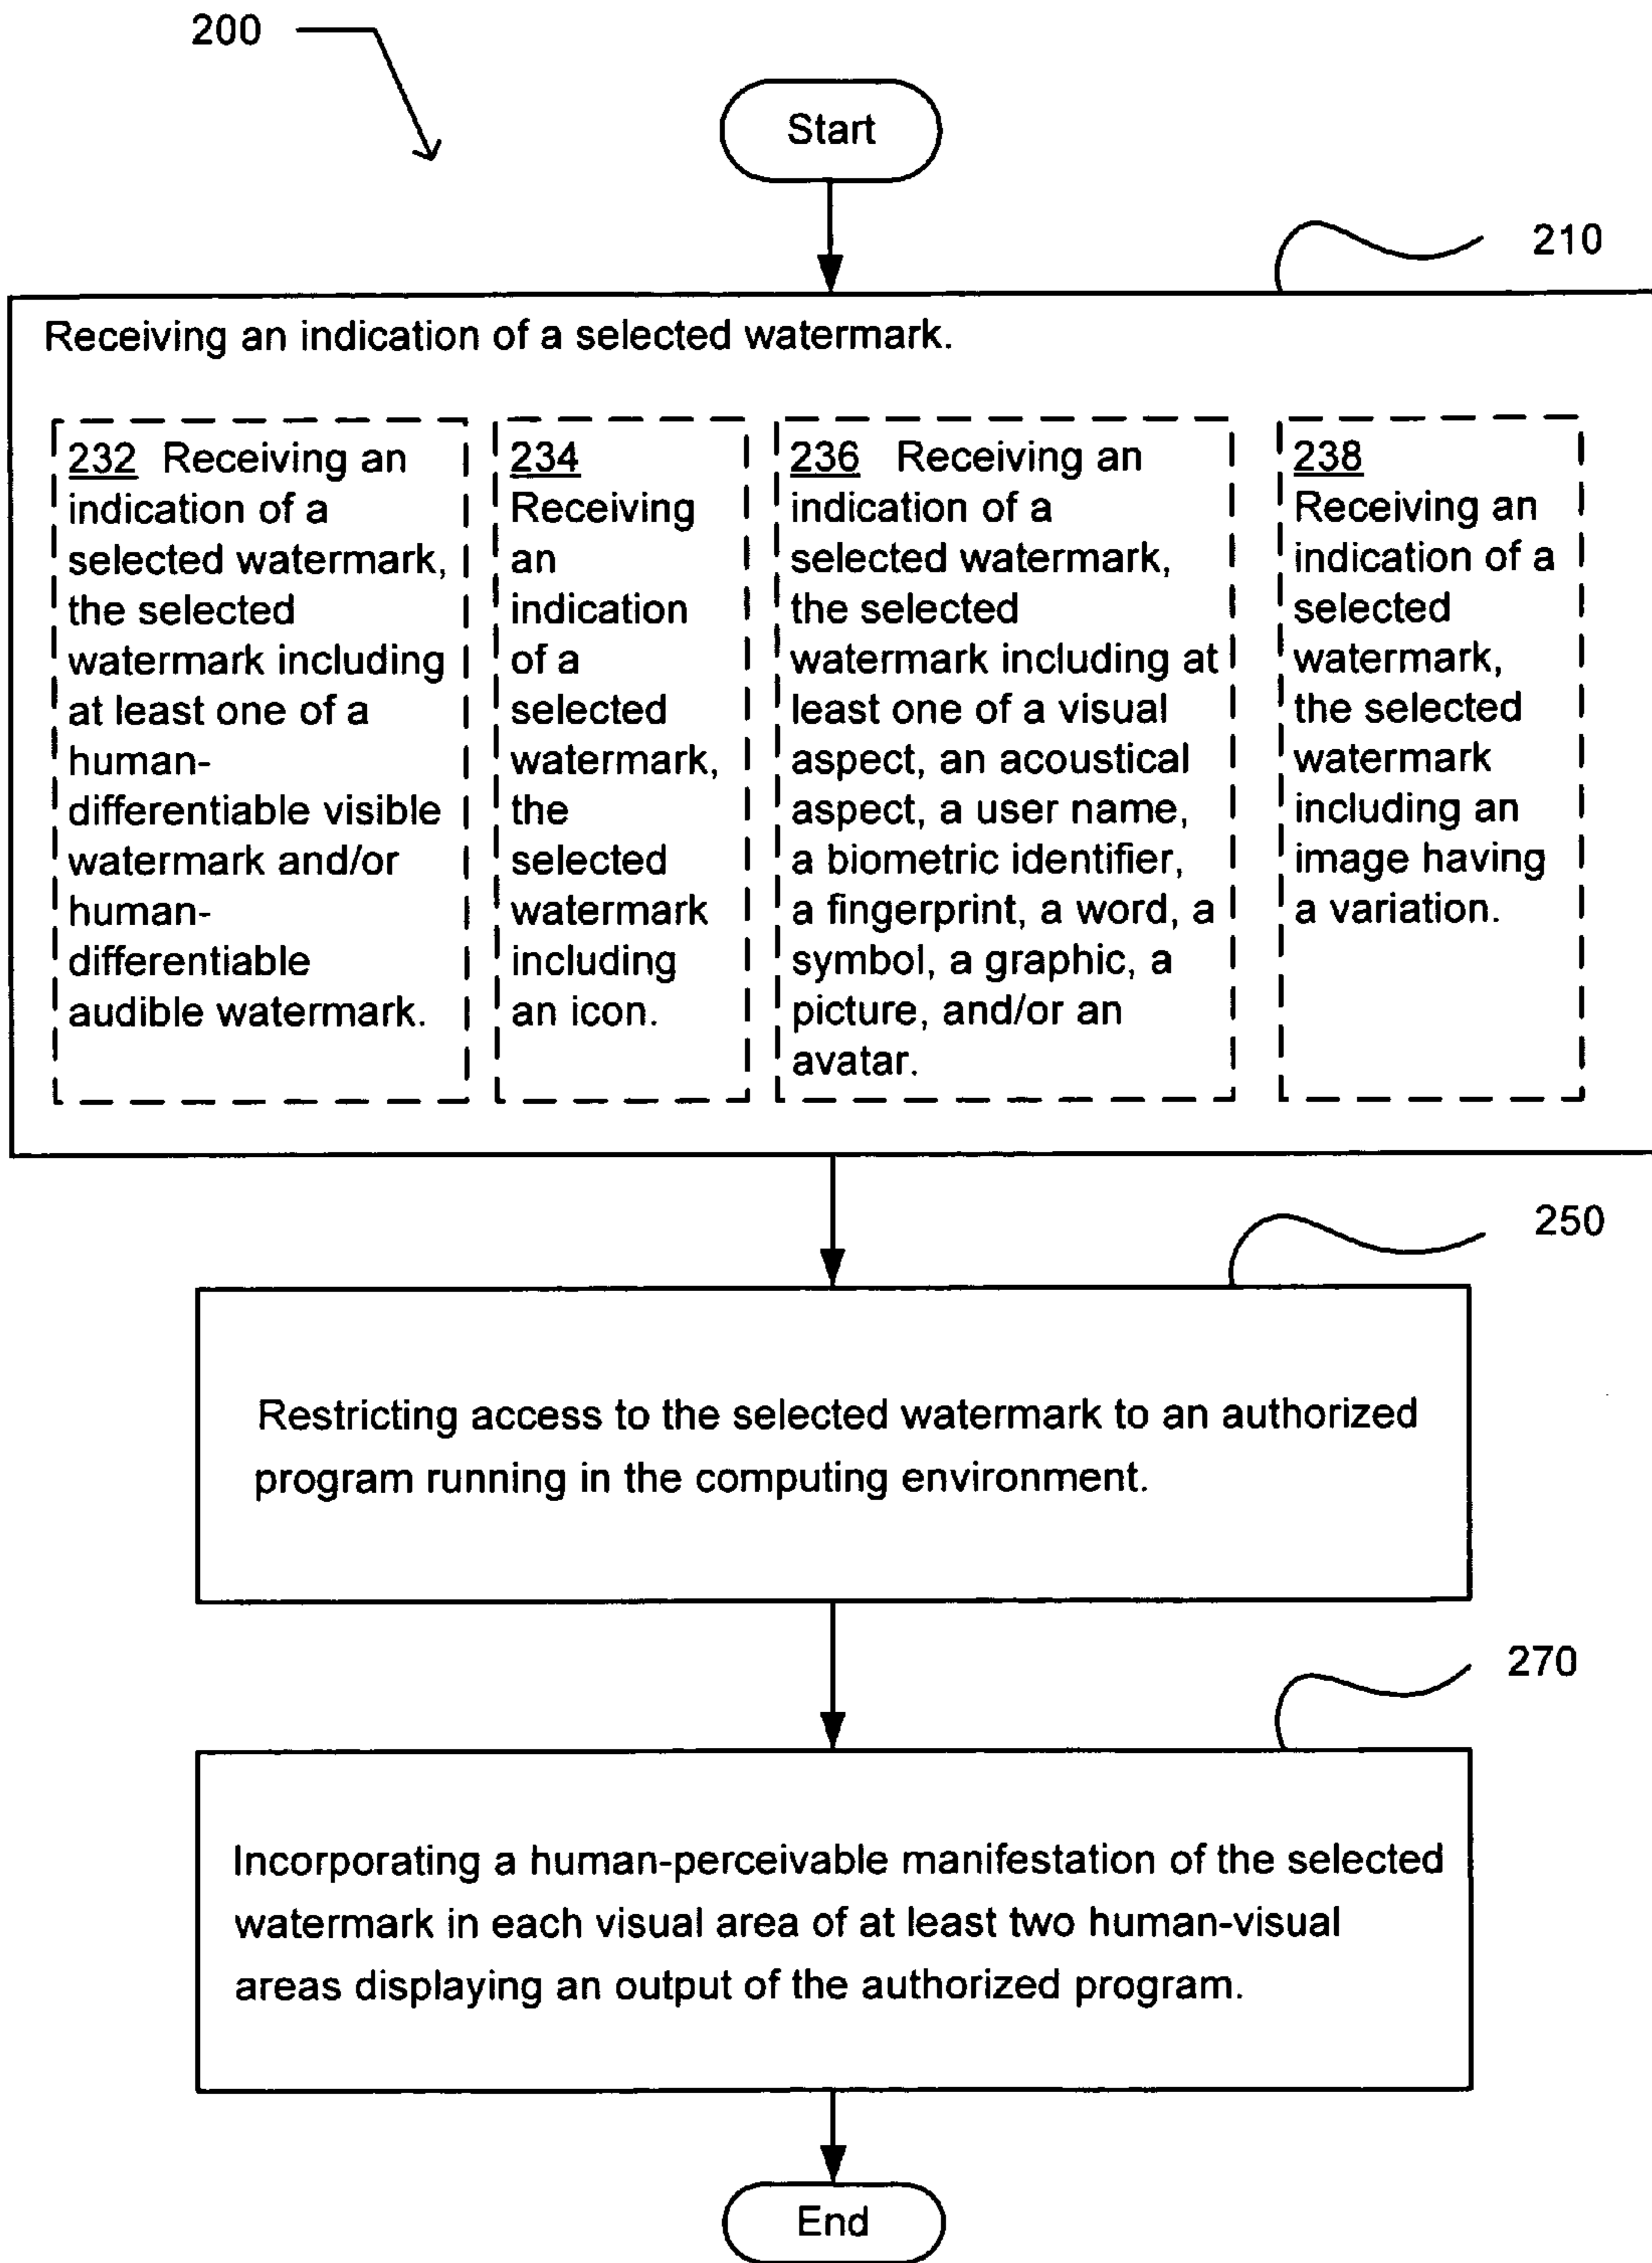 200
Start
210
Receiving an indication of a selected watermark.
232 Receiving an
indication of a
selected watermark,
the selected
watermark including
at least one of a
human-
differentiable visible
watermark and/or
human-
differentiable
audible watermark.
234
Receiving
an
indication
of a
selected
watermark,
the
selected
watermark
including
an icon.
236 Receiving an
indication of a
selected watermark,
the selected
watermark including at
least one of a visual
aspect, an acoustical
aspect, a user name,
a biometric identifier,
a fingerprint, a word, a
symbol, a graphic, a
picture, and/or an
avatar.
238
Receiving an
indication of a
selected
watermark,
the selected
watermark
including an
image having
a variation.
250
Restricting access to the selected watermark to an authorized
program running in the computing environment.
270
Incorporating a human-perceivable manifestation of the selected
watermark in each visual area of at least two human-visual
areas displaying an output of the authorized program.
End